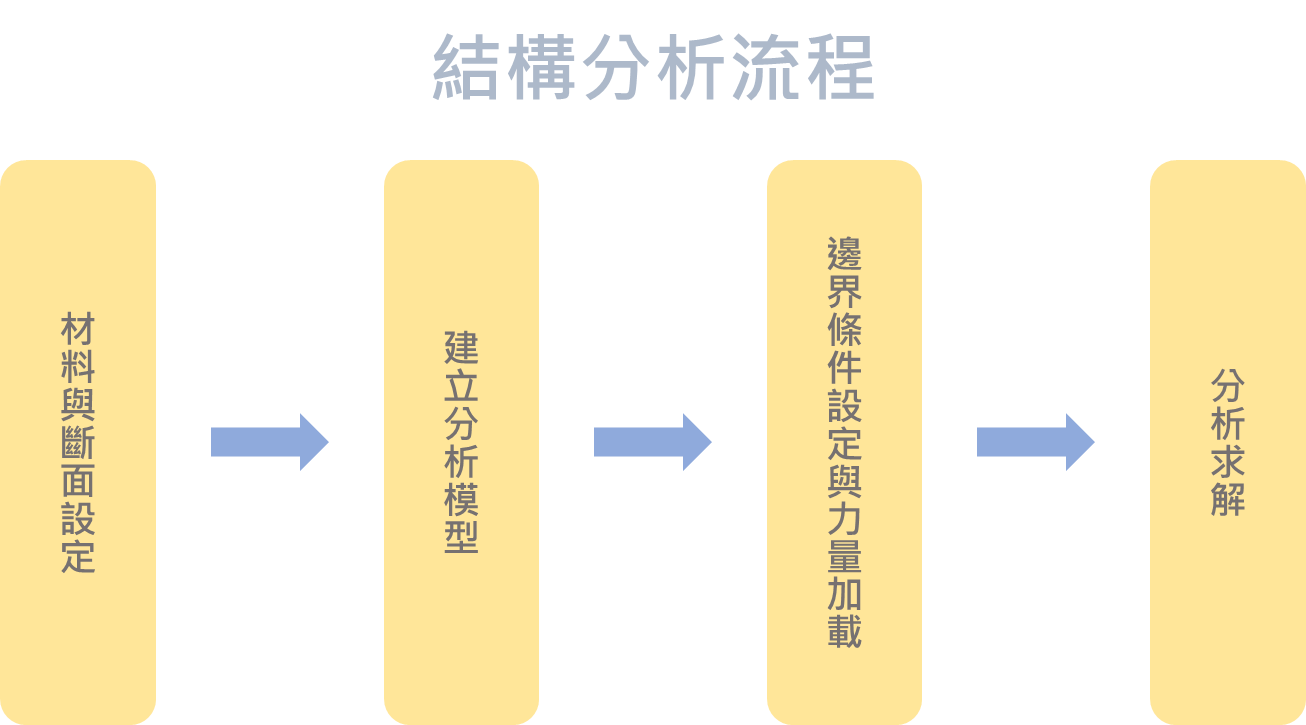 結構分析流程
材料與斷面設定
建立分析模型
邊界條件設定與力量加載
分析求解